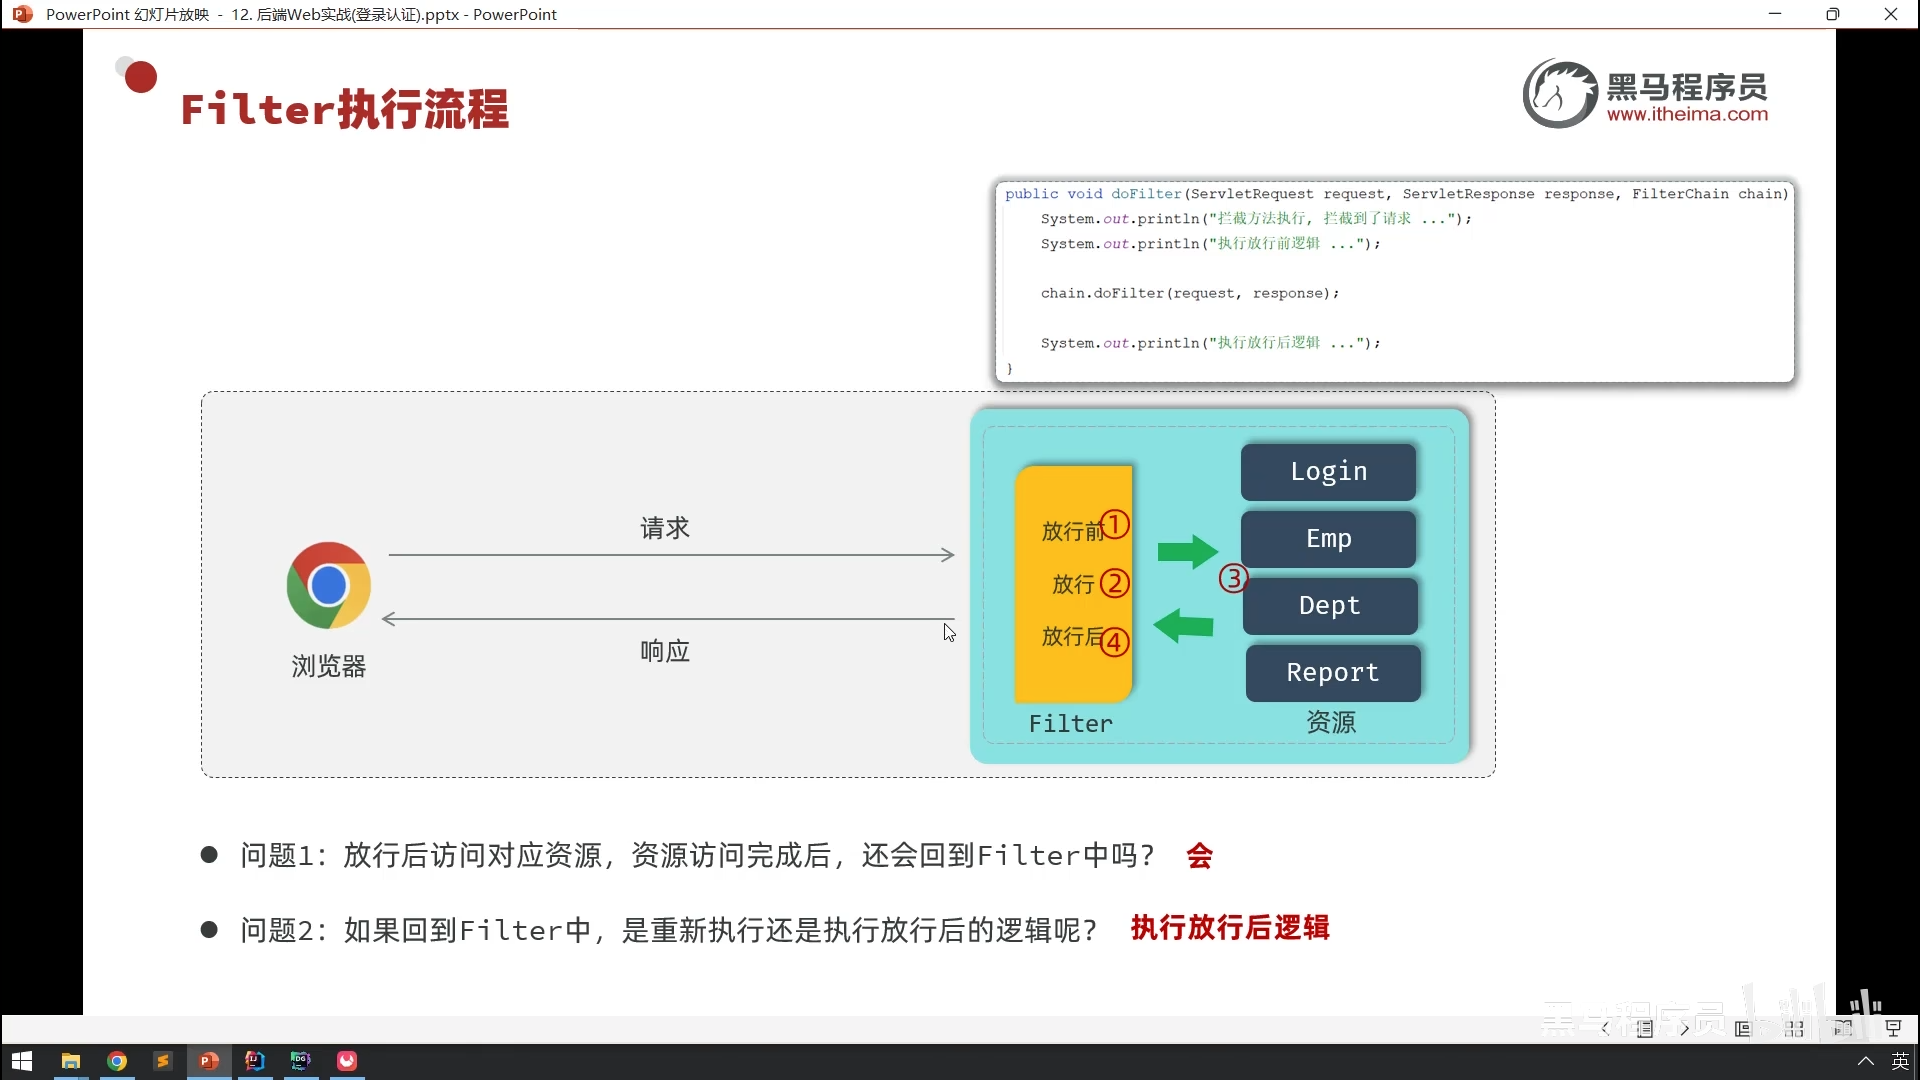 PowerPoint 幻灯片放映 - 12. 后端Web实战(登录认证).pptx - PowerPoint
Filter执行流程
黑马程序员
www.itheima.com
public void doFilter(ServletRequest request, ServletResponse response, FilterChain chain)
System.out.println("拦截方法执行, 拦截到了请求 ...");
System.out.println("执行放行前逻辑 ...");
chain.doFilter(request, response);
System.out.println("执行放行后逻辑 ...");
}
请求
响应
浏览器
放行前①
放行②
放行后④
Filter
③
Login
Emp
Dept
Report
资源
问题1：放行后访问对应资源，资源访问完成后，还会回到Filter中吗？ 会
问题2：如果回到Filter中，是重新执行还是执行放行后的逻辑呢？ 执行放行后逻辑
黑马程序员
bilibili
英